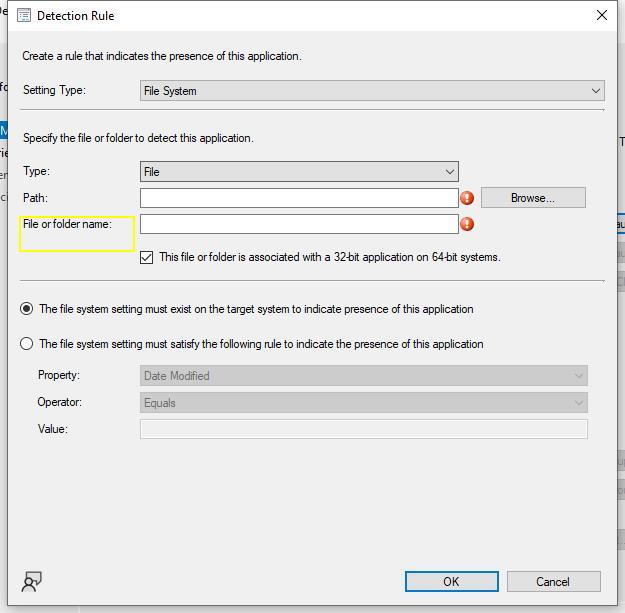 Detection Rule
Create a rule that indicates the presence of this application.
Setting Type:
File System
Specify the file or folder to detect this application.
Type:
File
Path:
Browse...
File or folder name:
This file or folder is associated with a 32-bit application on 64-bit systems.
The file system setting must exist on the target system to indicate presence of this application
The file system setting must satisfy the following rule to indicate the presence of this application
Property:
Date Modified
Operator:
Equals
Value:
OK
Cancel